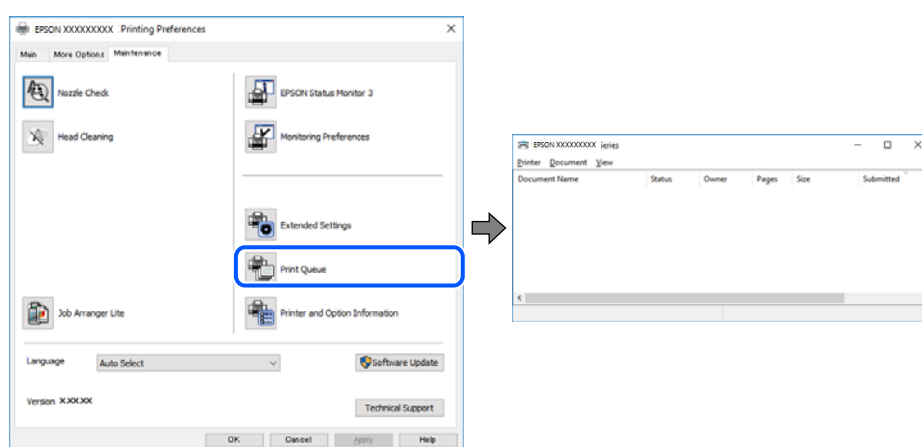 EPSON XXXXXXXXX Printing Preferences
Main More Options Maintenance
Nozzle Check
EPSON Status Monitor 3
Head Cleaning
Monitoring Preferences
Extended Settings
Print Queue
Job Arranger Lite
Printer and Option Information
Language Auto Select
Software Update
Version X.XX.XX
Technical Support
OK Cancel Apply Help
EPSON XXXXXXXXX ieries
Printer Document View
Document Name Status Owner Pages Size Submitted